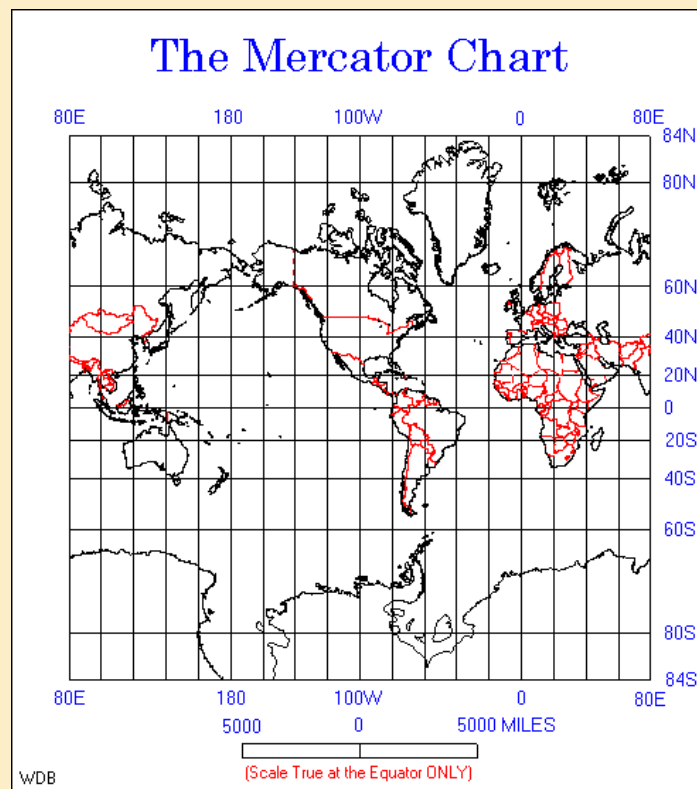 The Mercator Chart
80E 180 100W 0 80E
84N
80N
60N
40N
20N
0
20S
40S
60S
80S
84S
80E 180 100W 0 80E
5000 0 5000 MILES
(Scale True at the Equator ONLY)
WDB